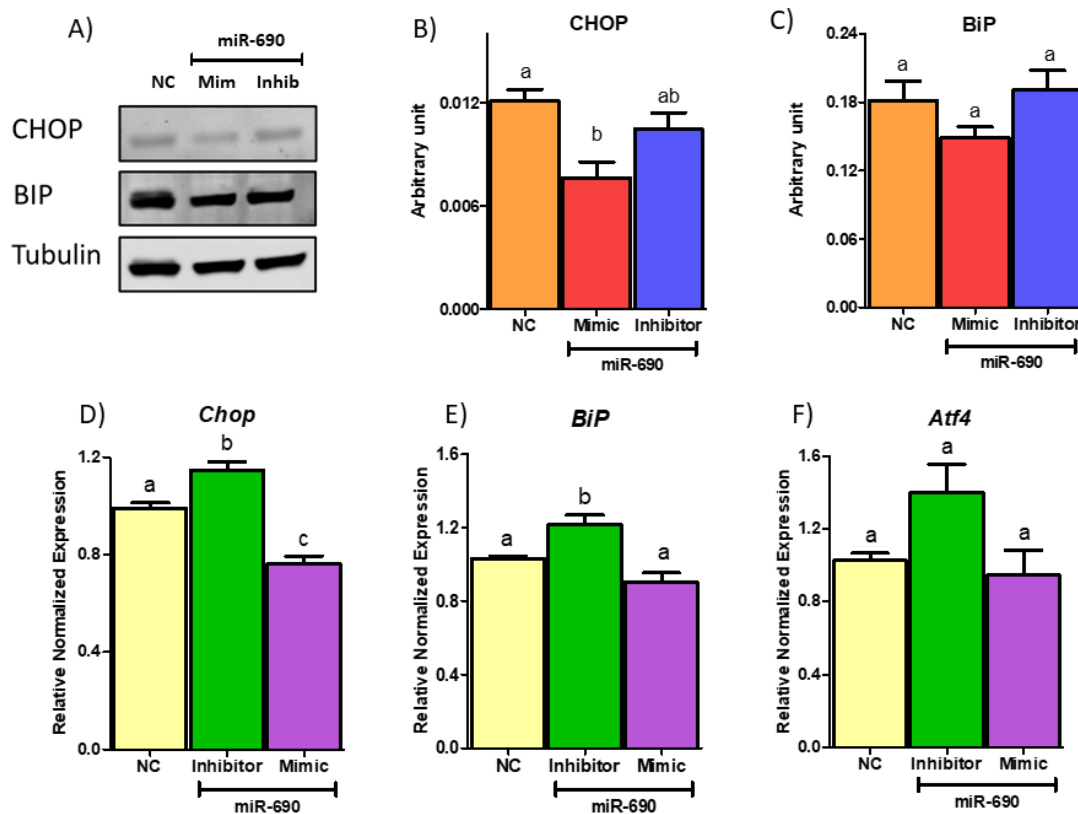 A)
miR-690
NC Mim Inhib
CHOP
BIP
Tubulin
B)
CHOP
Arbitrary unit
0.012
0.006
0.000
a
b
ab
NC Mimic Inhibitor
miR-690
C)
BiP
Arbitrary unit
0.24
0.18
0.12
0.06
0.00
a
a
a
NC Mimic Inhibitor
miR-690
D)
Chop
Relative Normalized Expression
1.2
0.8
0.4
0.0
a
b
c
NC Inhibitor Mimic
miR-690
E)
BiP
Relative Normalized Expression
1.6
1.2
0.8
0.4
0.0
a
b
a
NC Inhibitor Mimic
miR-690
F)
Atf4
Relative Normalized Expression
1.6
1.2
0.8
0.4
0.0
a
a
a
NC Inhibitor Mimic
miR-690